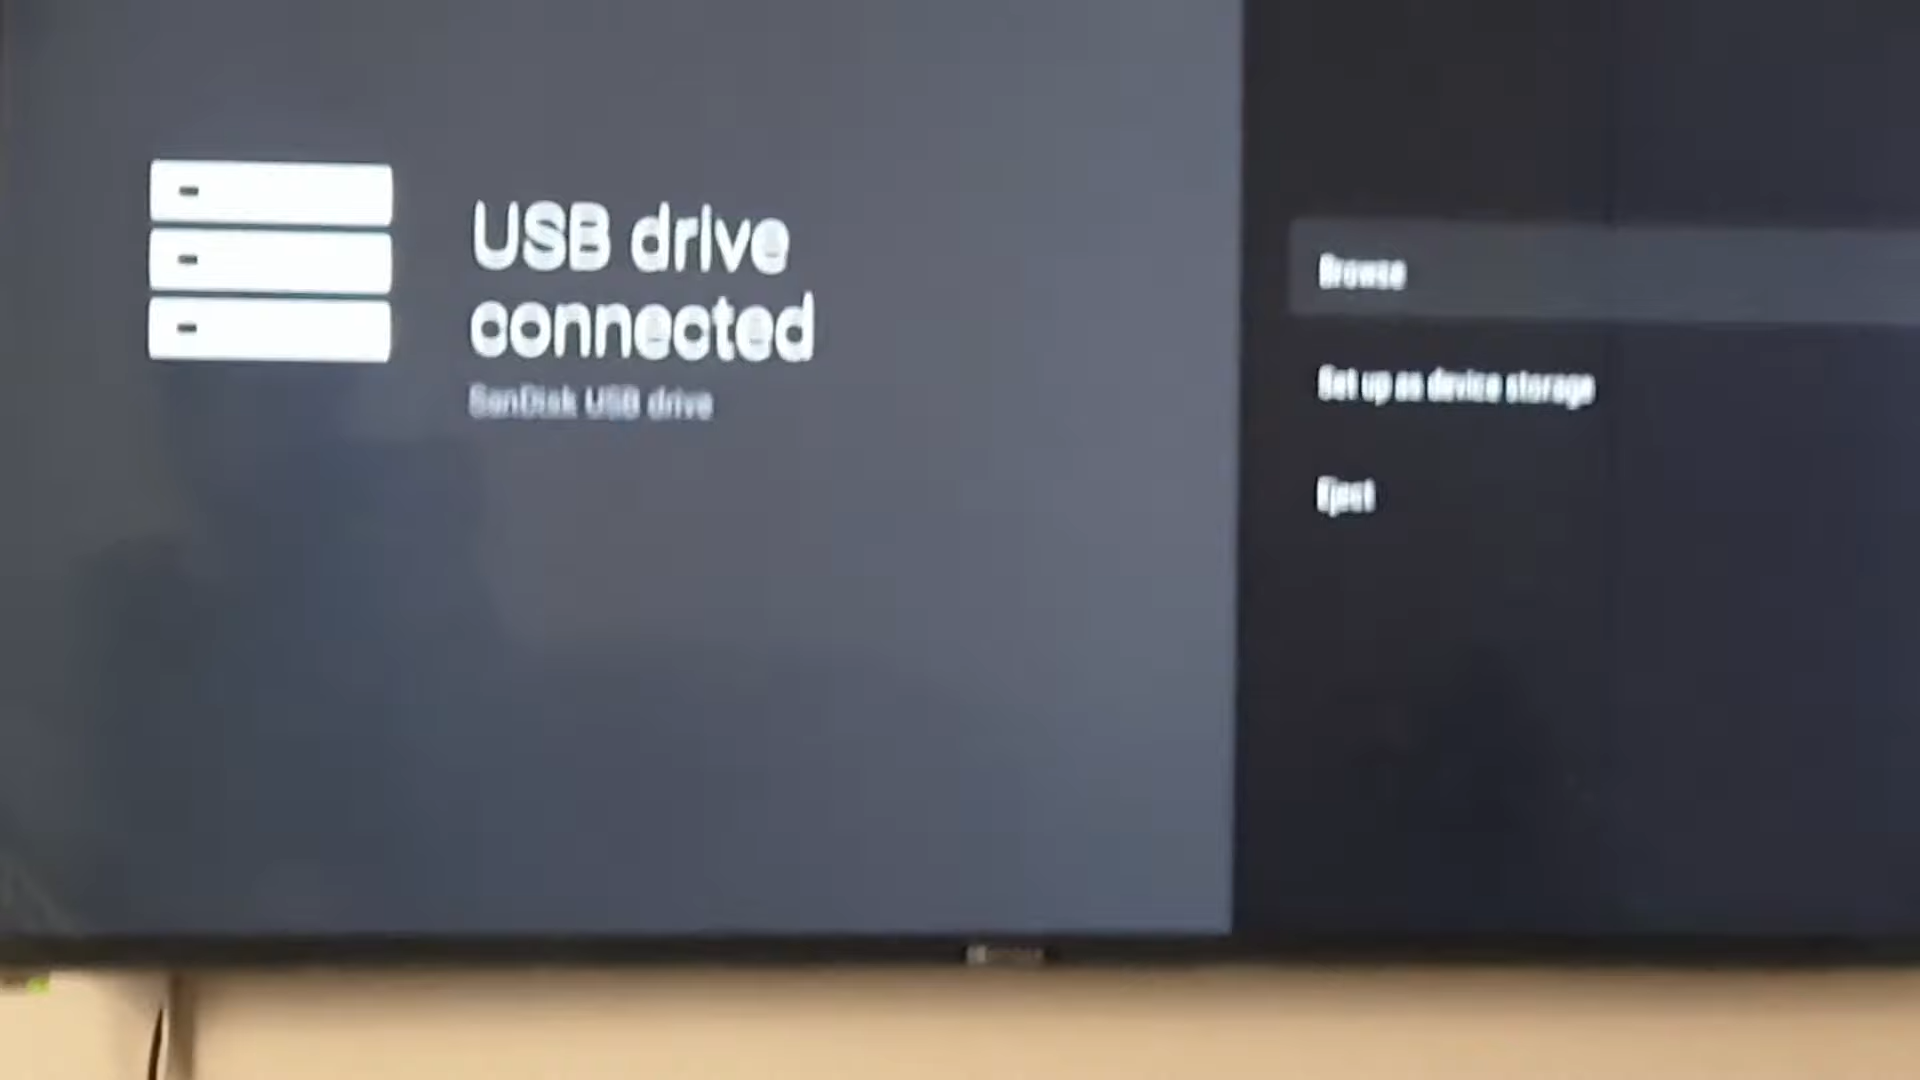 USB drive
connected
SanDisk USB drive
Browse
Set up as device storage
Eject